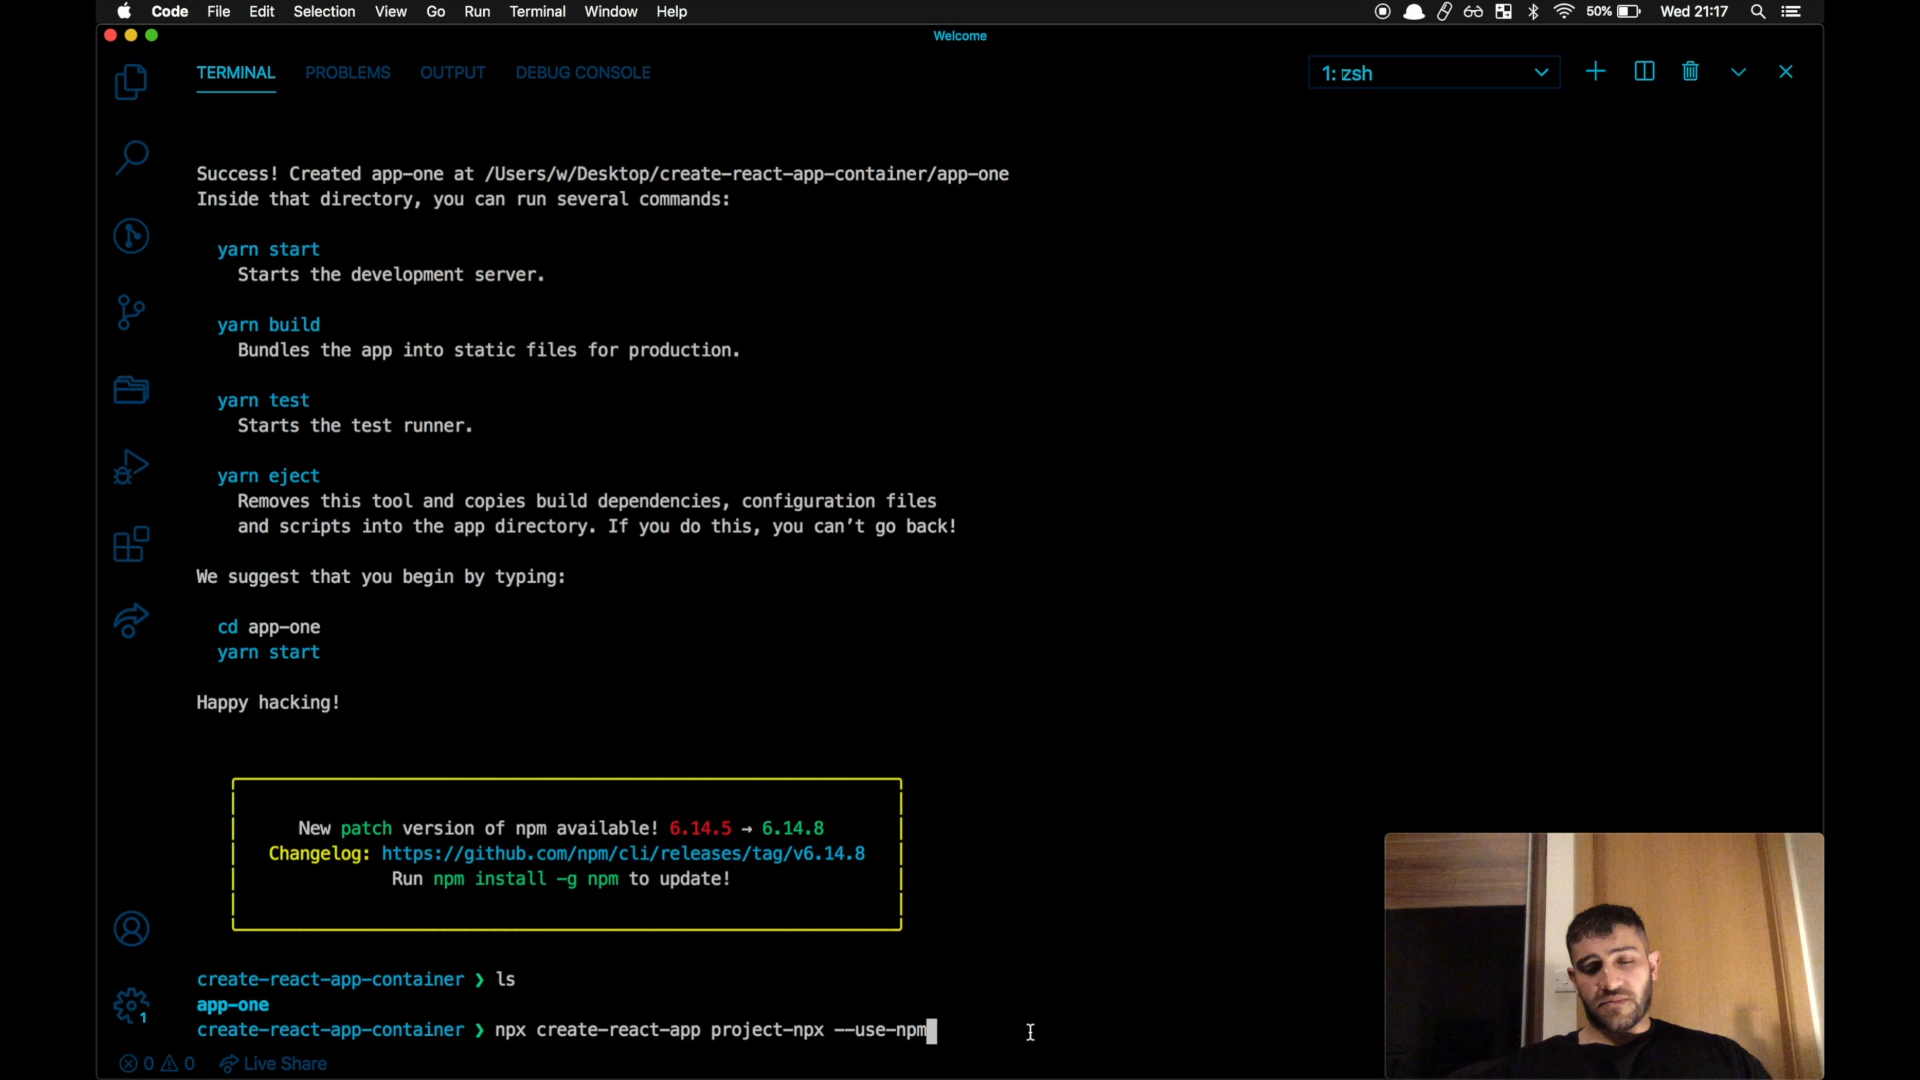 Code File Edit Selection View Go Run Terminal Window Help 50% Wed 21:17
Welcome
TERMINAL PROBLEMS OUTPUT DEBUG CONSOLE 1: zsh
Success! Created app-one at /Users/w/Desktop/create-react-app-container/app-one
Inside that directory, you can run several commands:
yarn start
Starts the development server.
yarn build
Bundles the app into static files for production.
yarn test
Starts the test runner.
yarn eject
Removes this tool and copies build dependencies, configuration files
and scripts into the app directory. If you do this, you can’t go back!
We suggest that you begin by typing:
cd app-one
yarn start
Happy hacking!
New patch version of npm available! 6.14.5 → 6.14.8
Changelog: https://github.com/npm/cli/releases/tag/v6.14.8
Run npm install -g npm to update!
create-react-app-container ❯ ls
app-one
create-react-app-container ❯ npx create-react-app project-npx --use-npm
1
0 0 Live Share